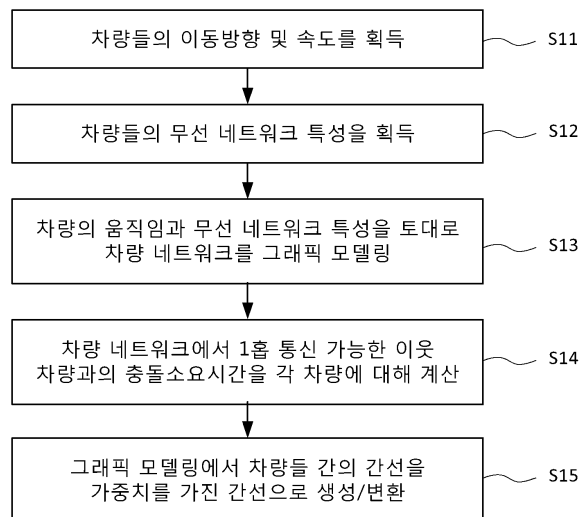 차량들의 이동방향 및 속도를 획득
S11
차량들의 무선 네트워크 특성을 획득
S12
차량의 움직임과 무선 네트워크 특성을 토대로
차량 네트워크를 그래픽 모델링
S13
차량 네트워크에서 1홉 통신 가능한 이웃
차량과의 충돌소요시간을 각 차량에 대해 계산
S14
그래픽 모델링에서 차량들 간의 간선을
가중치를 가진 간선으로 생성/변환
S15